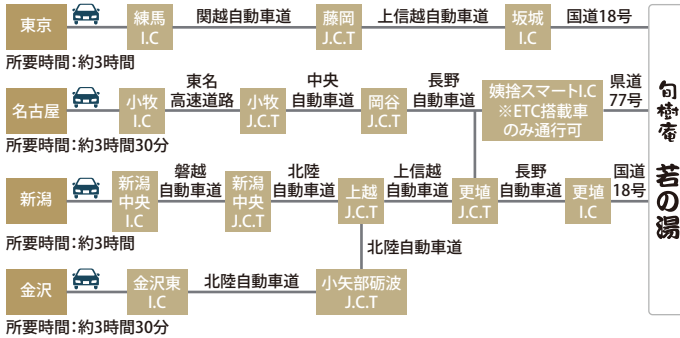 東京
練馬
I.C
関越自動車道
藤岡
J.C.T
上信越自動車道
坂城
I.C
国道18号
所要時間：約3時間
名古屋
小牧
I.C
東名
高速道路
小牧
J.C.T
中央
自動車道
岡谷
J.C.T
長野
自動車道
姨捨スマートI.C
※ETC搭載車
のみ通行可
県道
77号
所要時間：約3時間30分
新潟
新潟
中央
I.C
磐越
自動車道
新潟
中央
J.C.T
北陸
自動車道
上越
J.C.T
上信越
自動車道
更埴
J.C.T
長野
自動車道
更埴
I.C
国道
18号
所要時間：約3時間
北陸自動車道
金沢
金沢東
I.C
北陸自動車道
小矢部砺波
J.C.T
所要時間：約3時間30分
旬樹庵 若の湯